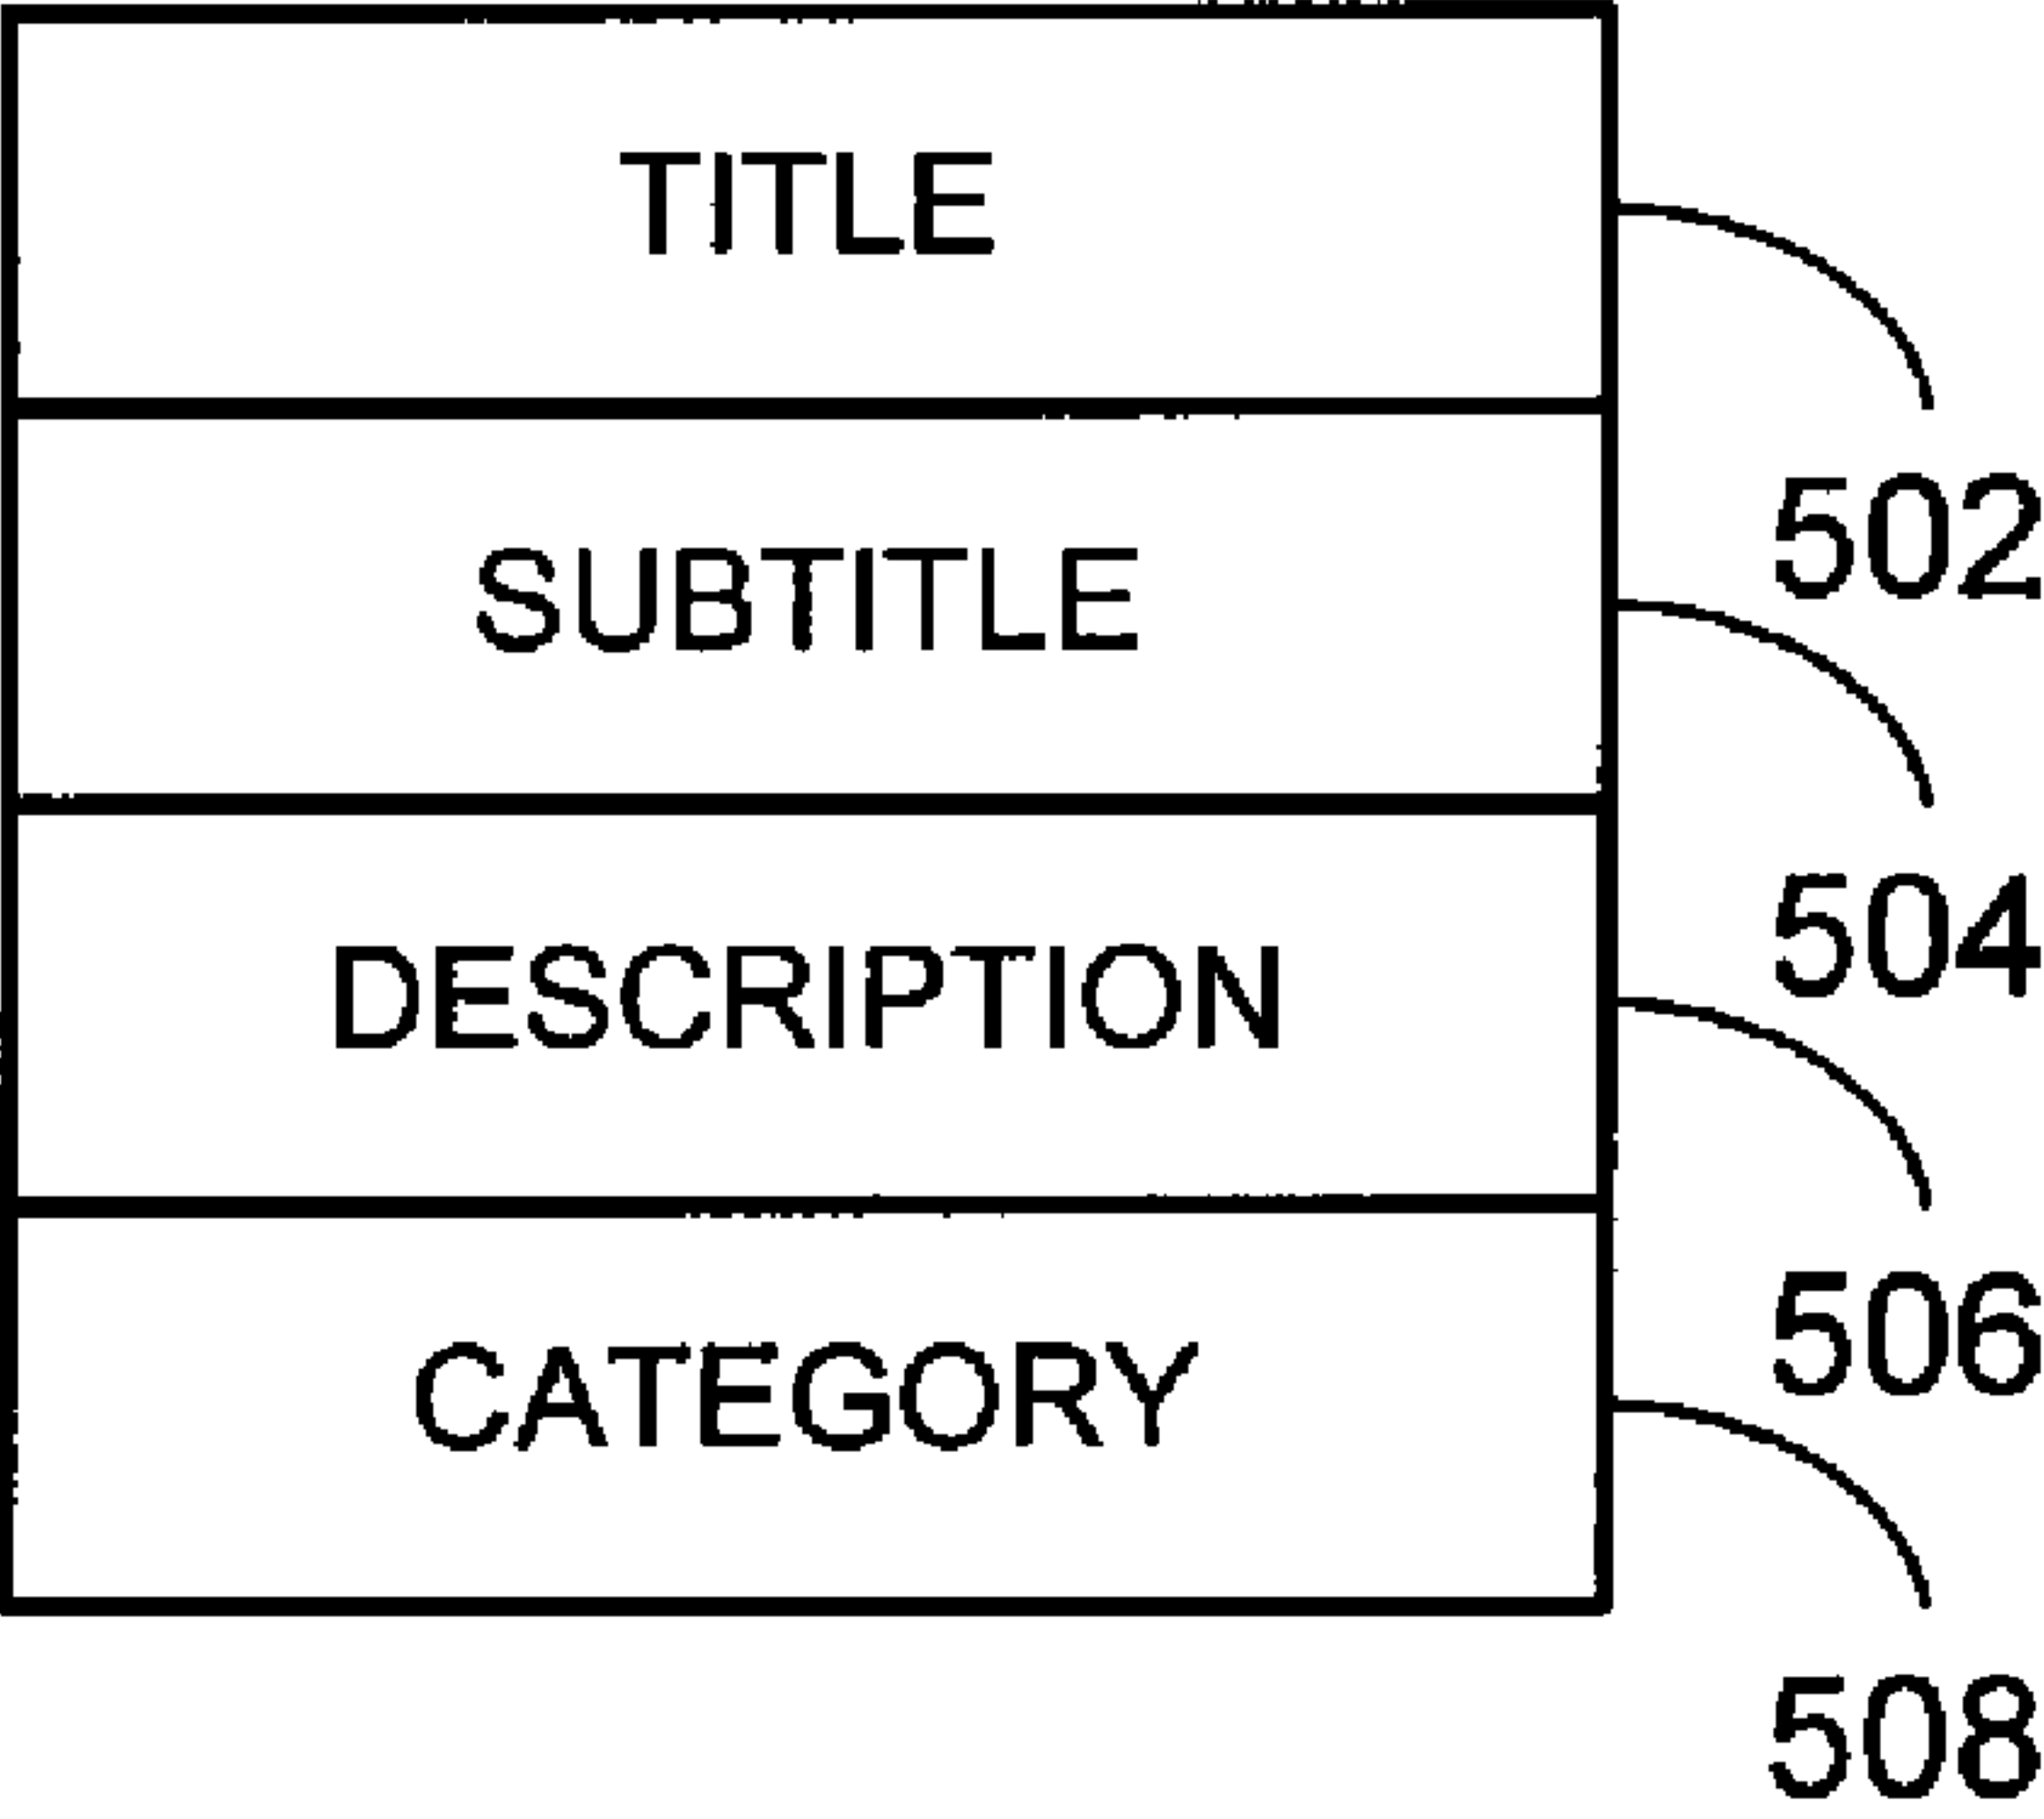 TITLE
502
SUBTITLE
504
DESCRIPTION
506
CATEGORY
508